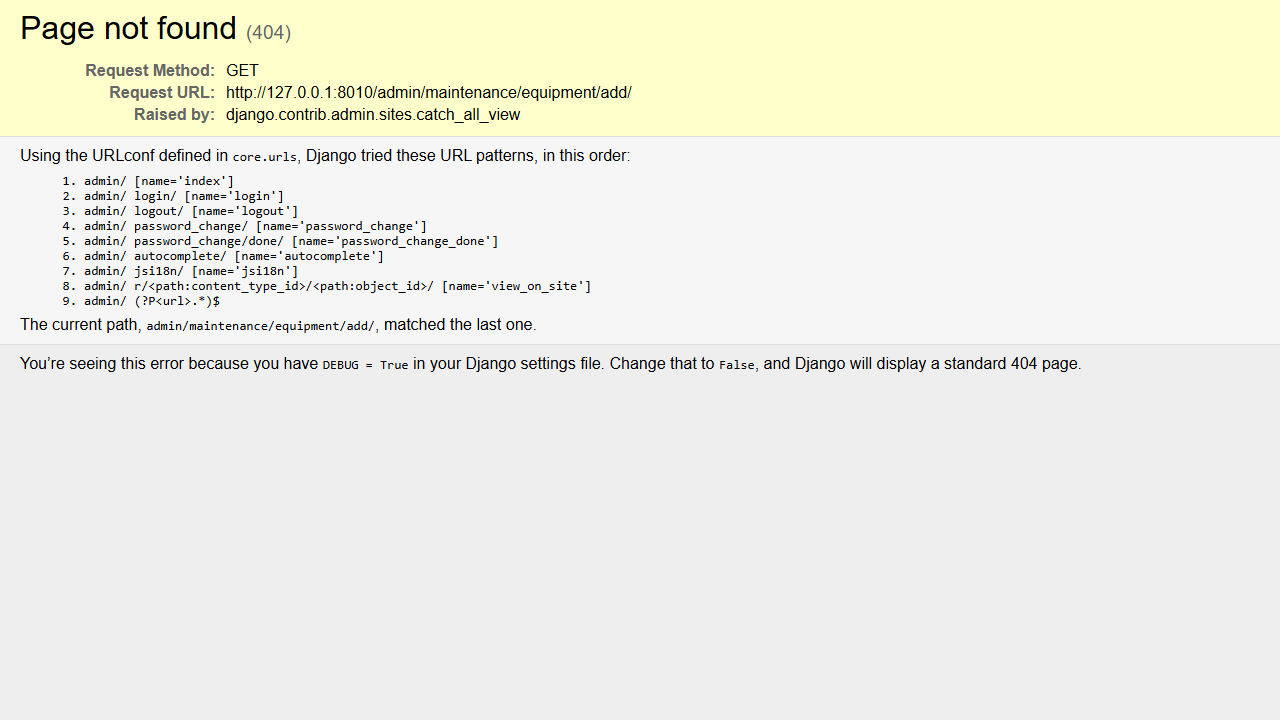 Page not found (404)
Request Method: GET
Request URL: http://127.0.0.1:8010/admin/maintenance/equipment/add/
Raised by: django.contrib.admin.sites.catch_all_view
Using the URLconf defined in core.urls, Django tried these URL patterns, in this order:
1. admin/ [name='index']
2. admin/ login/ [name='login']
3. admin/ logout/ [name='logout']
4. admin/ password_change/ [name='password_change']
5. admin/ password_change/done/ [name='password_change_done']
6. admin/ autocomplete/ [name='autocomplete']
7. admin/ jsi18n/ [name='jsi18n']
8. admin/ r/<path:content_type_id>/<path:object_id>/ [name='view_on_site']
9. admin/ (?P<url>.*)$
The current path, admin/maintenance/equipment/add/, matched the last one.
You’re seeing this error because you have DEBUG = True in your Django settings file. Change that to False, and Django will display a standard 404 page.